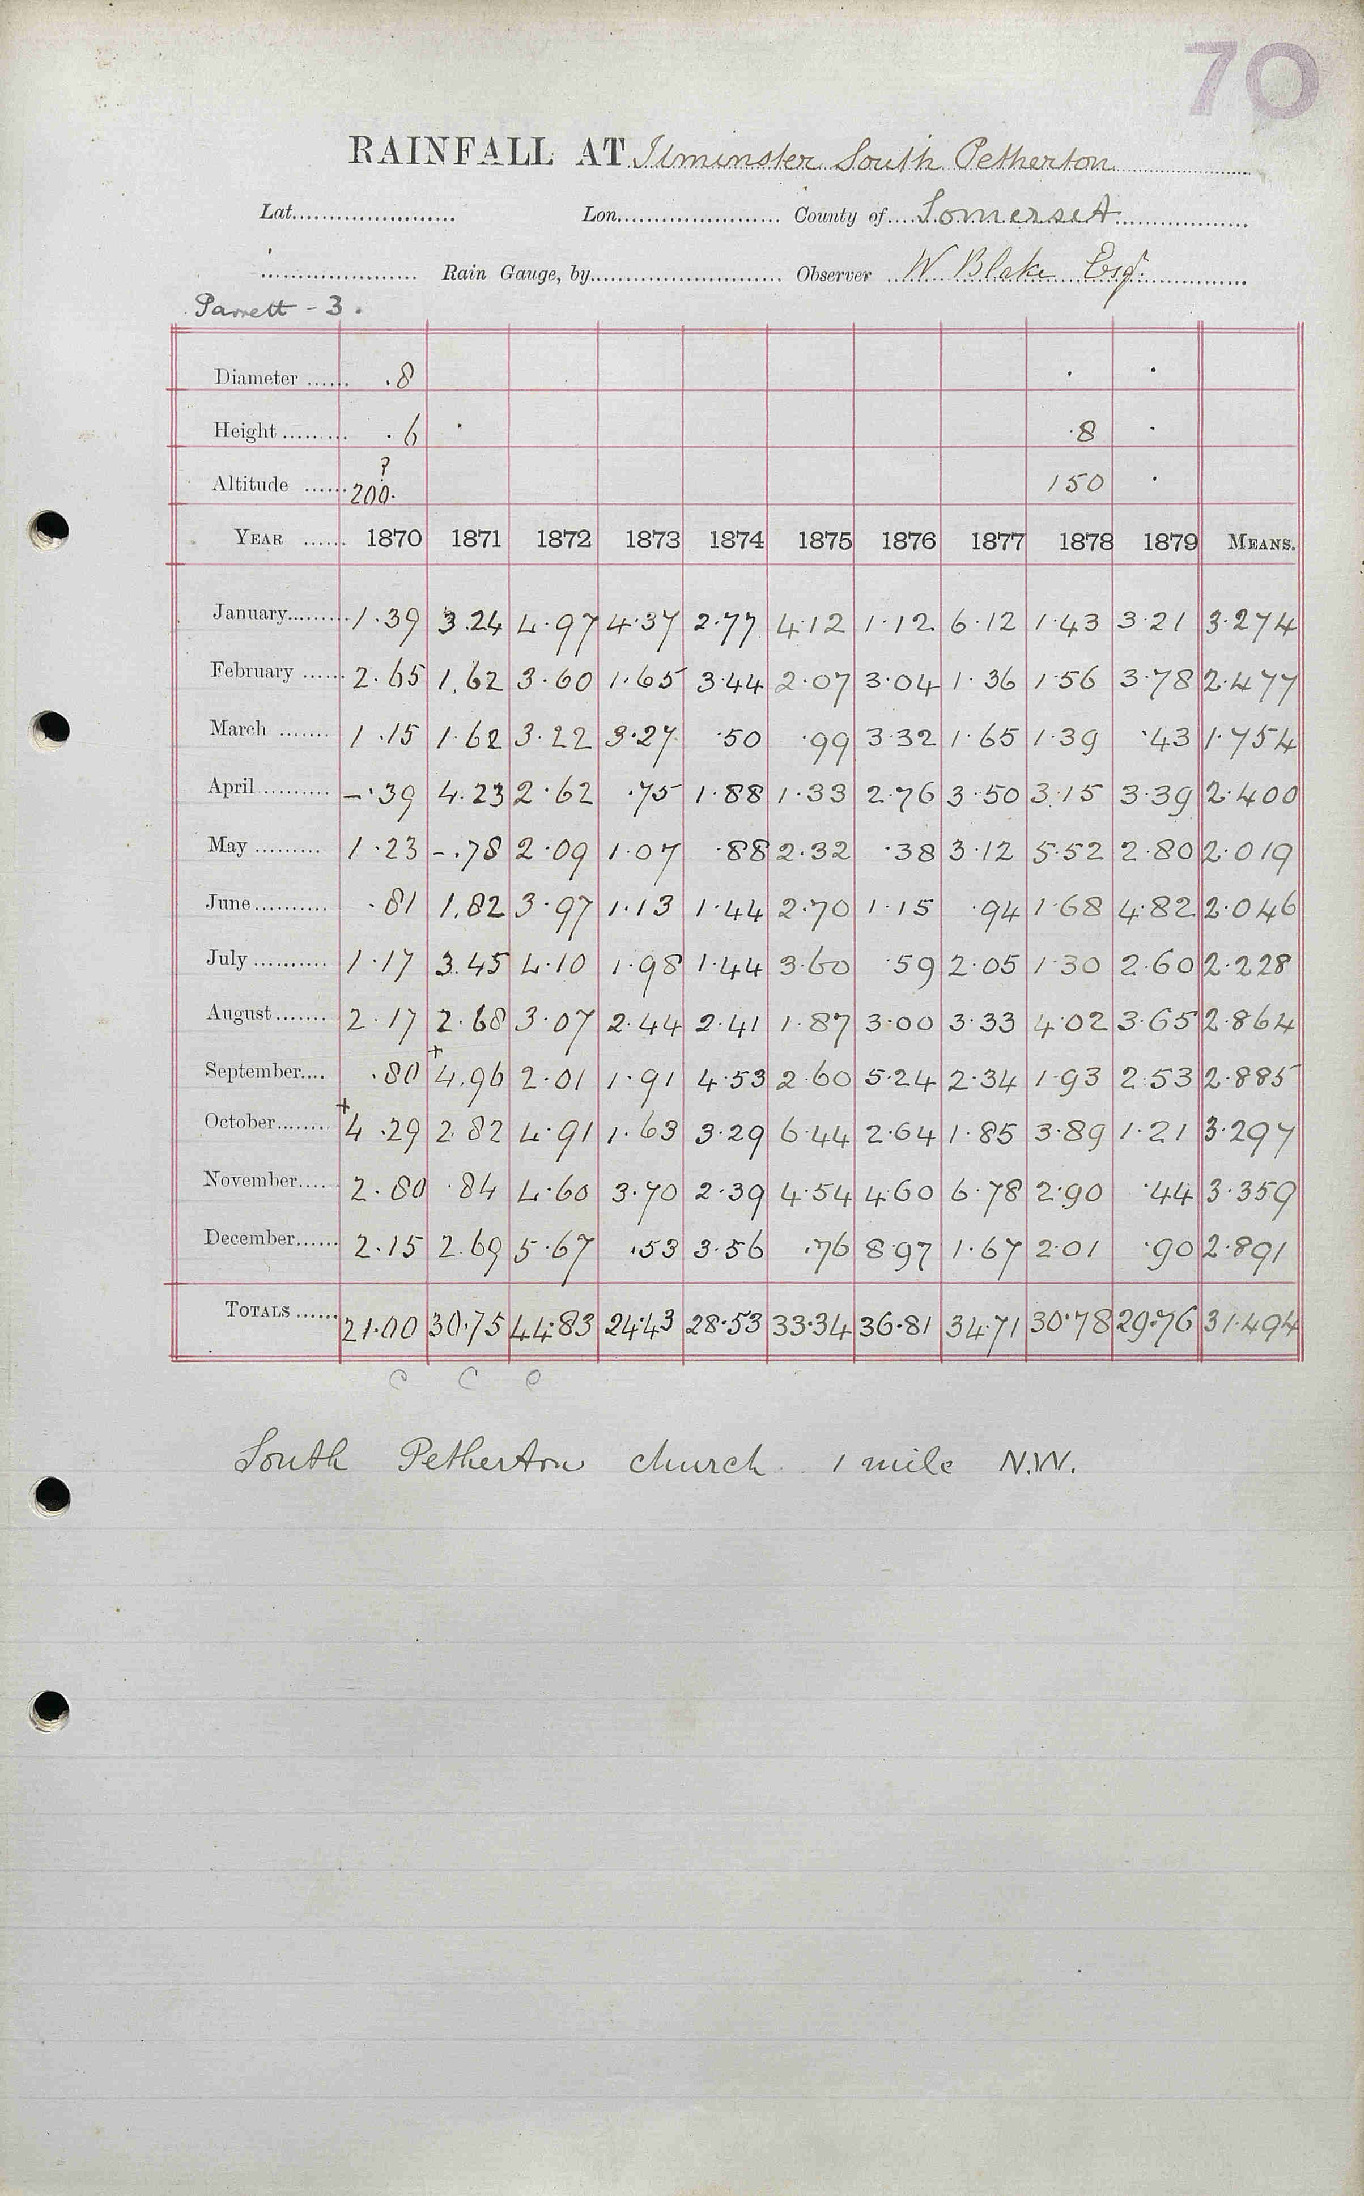 70
RAINFALL AT Ilminster South Petherton
Lat. Lon. County of Somerset
Rain Gauge, by Observer W Blake Esqr.
Parrett - 3.
Diameter ...... .8
Height ......... .6 .8
Altitude ...... ? 200. 150
YEAR ...... 1870 1871 1872 1873 1874 1875 1876 1877 1878 1879 MEANS.
January......... 1.39 3.24 4.97 4.37 2.77 4.12 1.12 6.12 1.43 3.21 3.274
February ...... 2.65 1.62 3.60 1.65 3.44 2.07 3.04 1.36 1.56 3.78 2.477
March ....... 1.15 1.62 3.22 3.27 .50 .99 3.32 1.65 1.39 .43 1.754
April.......... -.39 4.23 2.62 .75 1.88 1.33 2.76 3.50 3.15 3.39 2.400
May ......... 1.23 -.78 2.09 1.07 .88 2.32 .38 3.12 5.52 2.80 2.019
June.......... .81 1.82 3.97 1.13 1.44 2.70 1.15 .94 1.68 4.82 2.046
July .......... 1.17 3.45 4.10 1.98 1.44 3.60 .59 2.05 1.30 2.60 2.228
August....... 2.17 2.68 3.07 2.44 2.41 1.87 3.00 3.33 4.02 3.65 2.864
September.... .80 +4.96 2.01 1.91 4.53 2.60 5.24 2.34 1.93 2.53 2.885
October........ +4.29 2.82 4.91 1.63 3.29 6.44 2.64 1.85 3.89 1.21 3.297
November..... 2.80 .84 4.60 3.70 2.39 4.54 4.60 6.78 2.90 .44 3.359
December...... 2.15 2.69 5.67 .53 3.56 .76 8.97 1.67 2.01 .90 2.891
TOTALS ...... 21.00 30.75 44.83 24.43 28.53 33.34 36.81 34.71 30.78 29.76 31.494
C C C
South Petherton church 1 mile N.W.